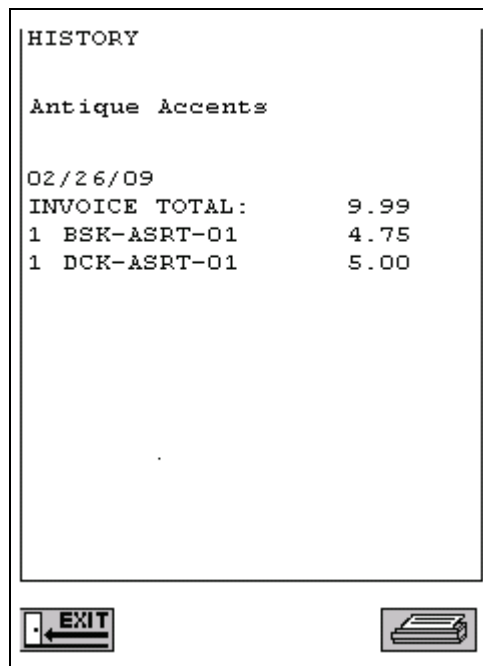 HISTORY
Antique Accents
02/26/09
INVOICE TOTAL: 9.99
1 BSK-ASRT-01 4.75
1 DCK-ASRT-01 5.00
EXIT